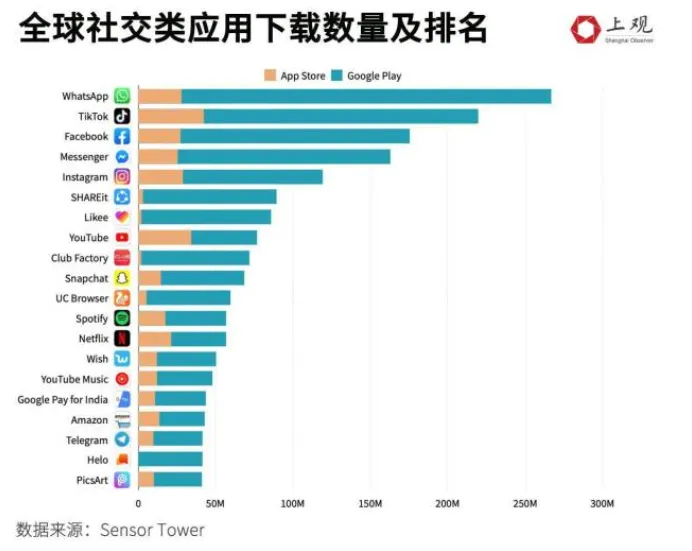 全球社交类应用下载数量及排名
上观
Shanghai Observer
App Store Google Play
WhatsApp
TikTok
Facebook
Messenger
Instagram
SHAREit
Likee
YouTube
Club Factory
Snapchat
UC Browser
Spotify
Netflix
Wish
YouTube Music
Google Pay for India
Amazon
Telegram
Helo
PicsArt
0 50M 100M 150M 200M 250M 300M
数据来源：Sensor Tower